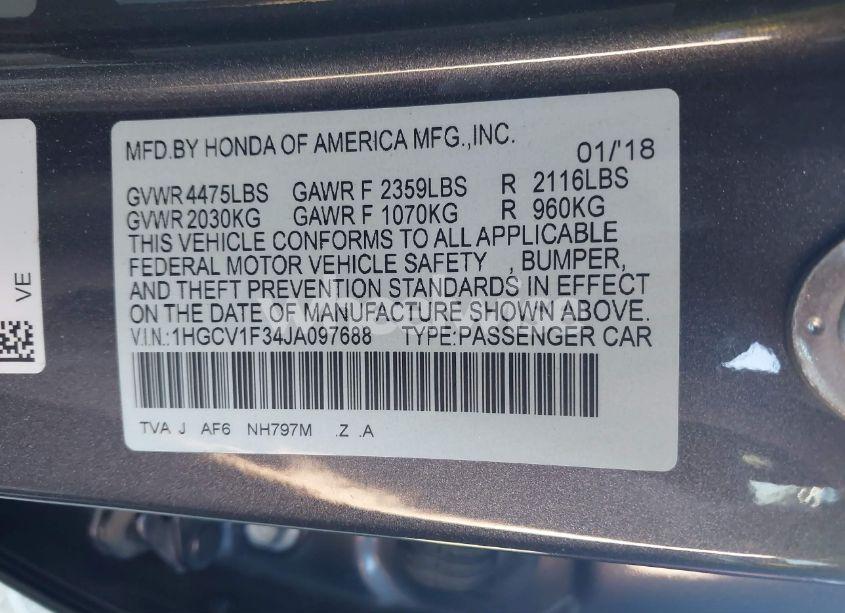 MFD.BY HONDA OF AMERICA MFG.,INC.
01/'18
GVWR 4475LBS GAWR F 2359LBS R 2116LBS
GVWR 2030KG GAWR F 1070KG R 960KG
THIS VEHICLE CONFORMS TO ALL APPLICABLE
FEDERAL MOTOR VEHICLE SAFETY , BUMPER,
AND THEFT PREVENTION STANDARDS IN EFFECT
ON THE DATE OF MANUFACTURE SHOWN ABOVE.
V.I.N.:1HGCV1F34JA097688 TYPE:PASSENGER CAR
TVA J AF6 NH797M .Z .A
VE